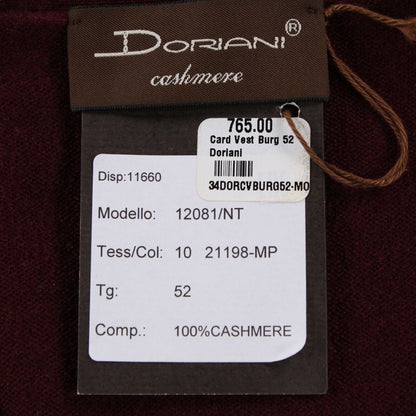 DORIANI®
cashmere
765.00
Card Vest Burg 52
Doriani
34DORCVBURG52-MO
Disp:11660
Modello: 12081/NT
Tess/Col: 10 21198-MP
Tg: 52
Comp.: 100%CASHMERE